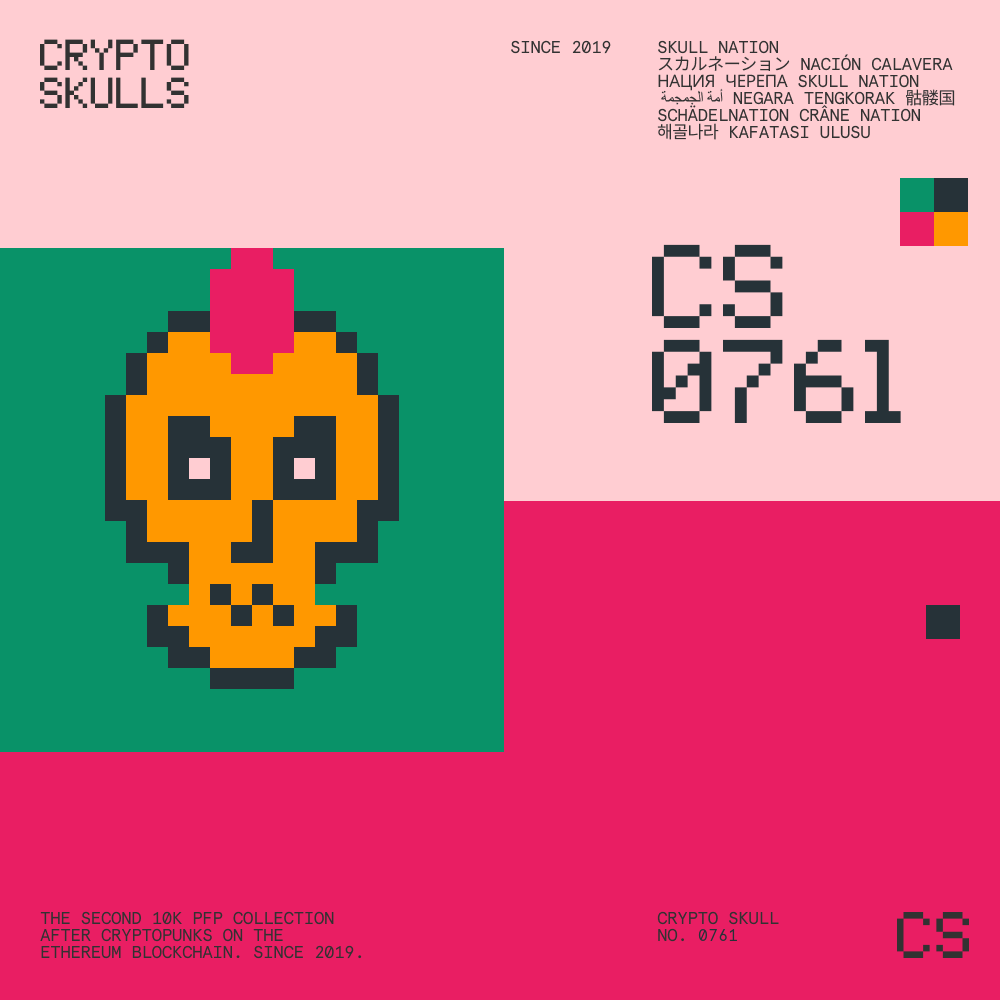 CRYPTO
SKULLS
SINCE 2019
SKULL NATION
スカルネーション NACIÓN CALAVERA
НАЦИЯ ЧЕРЕПА SKULL NATION
أمة الجمجمة NEGARA TENGKORAK 骷髅国
SCHÄDELNATION CRÂNE NATION
해골나라 KAFATASI ULUSU
CS
0761
THE SECOND 10K PFP COLLECTION
AFTER CRYPTOPUNKS ON THE
ETHEREUM BLOCKCHAIN. SINCE 2019.
CRYPTO SKULL
NO. 0761
CS